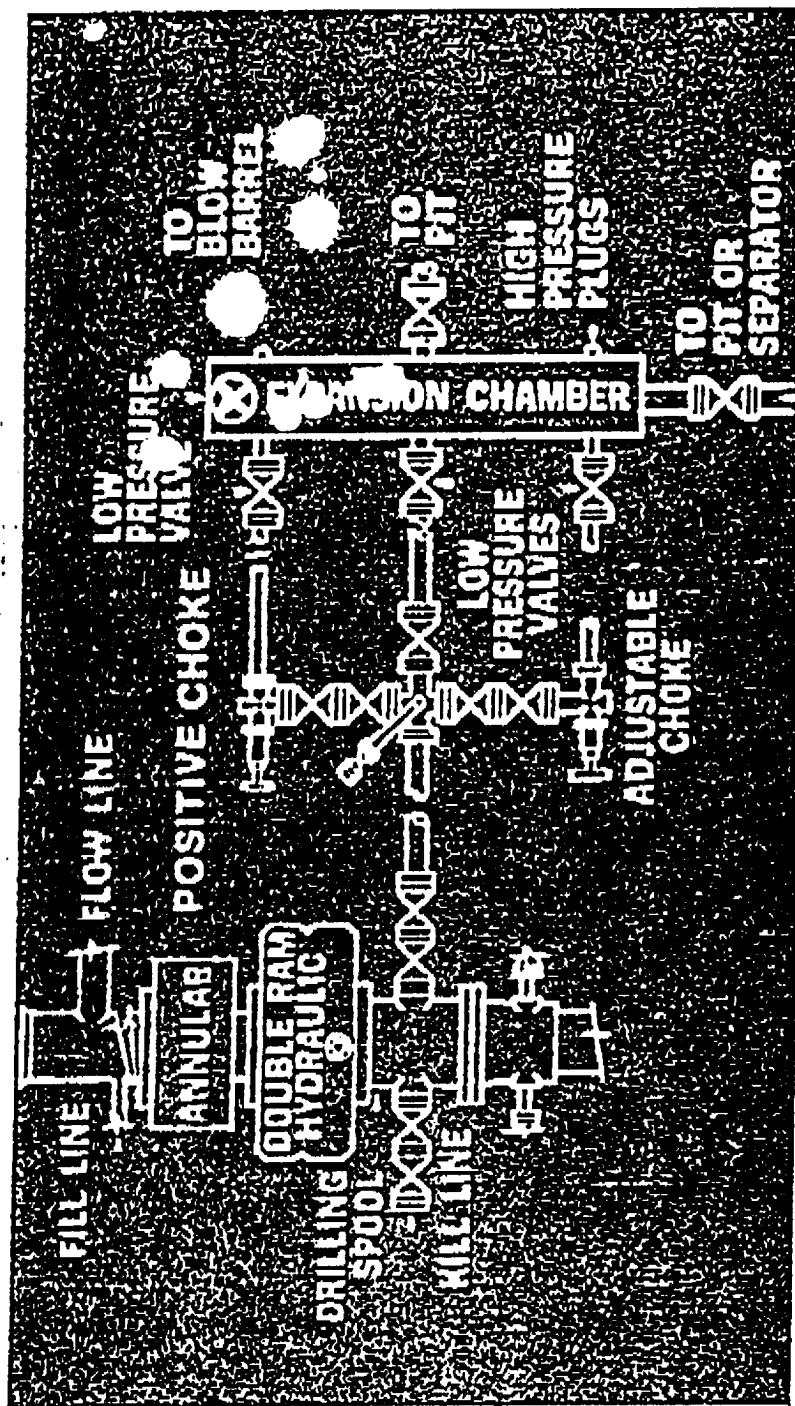 FILL LINE
FLOW LINE
ANNULAR
DOUBLE RAM
HYDRAULIC
DRILLING
SPOOL
KILL LINE
POSITIVE CHOKE
ADJUSTABLE
CHOKE
LOW
PRESSURE
VALVE
LOW
PRESSURE
VALVES
EXPANSION CHAMBER
TO
BLOW
BARREL
TO
PIT
HIGH
PRESSURE
PLUGS
TO
PIT OR
SEPARATOR